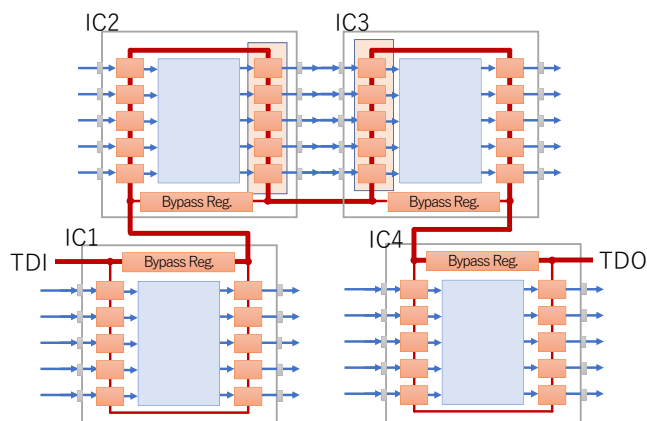 IC2
IC3
Bypass Reg.
Bypass Reg.
IC1
IC4
TDI
Bypass Reg.
Bypass Reg.
TDO